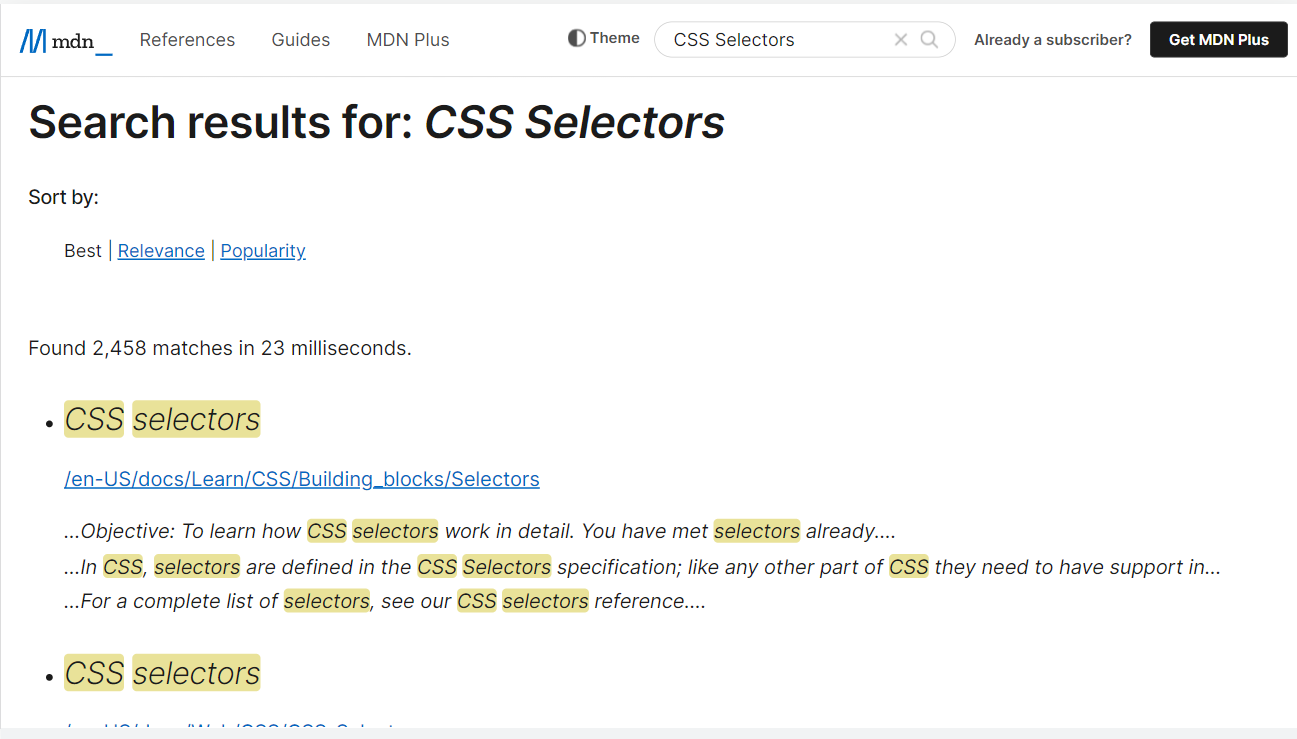 mdn_ References Guides MDN Plus Theme CSS Selectors Already a subscriber? Get MDN Plus
Search results for: CSS Selectors
Sort by:
Best | Relevance | Popularity
Found 2,458 matches in 23 milliseconds.
• CSS selectors
/en-US/docs/Learn/CSS/Building_blocks/Selectors
…Objective: To learn how CSS selectors work in detail. You have met selectors already.…
…In CSS, selectors are defined in the CSS Selectors specification; like any other part of CSS they need to have support in…
…For a complete list of selectors, see our CSS selectors reference.…
• CSS selectors